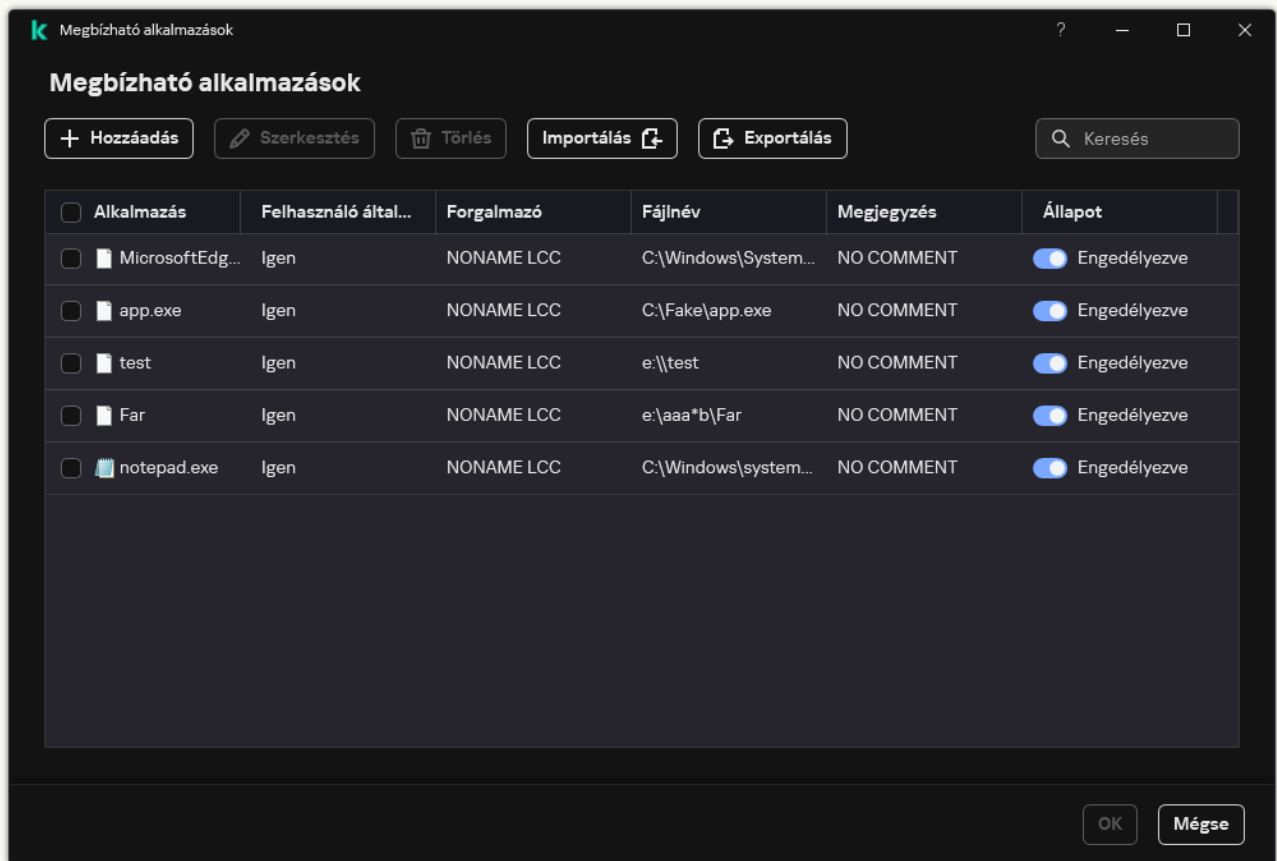 Megbízható alkalmazások
?
Megbízható alkalmazások
Hozzáadás Szerkesztés Törlés Importálás Exportálás Keresés
Alkalmazás Felhasználó által... Forgalmazó Fájlnév Megjegyzés Állapot
MicrosoftEdg... Igen NONAME LCC C:\Windows\System... NO COMMENT Engedélyezve
app.exe Igen NONAME LCC C:\Fake\app.exe NO COMMENT Engedélyezve
test Igen NONAME LCC e:\\test NO COMMENT Engedélyezve
Far Igen NONAME LCC e:\aaa*b\Far NO COMMENT Engedélyezve
notepad.exe Igen NONAME LCC C:\Windows\system... NO COMMENT Engedélyezve
OK Mégse